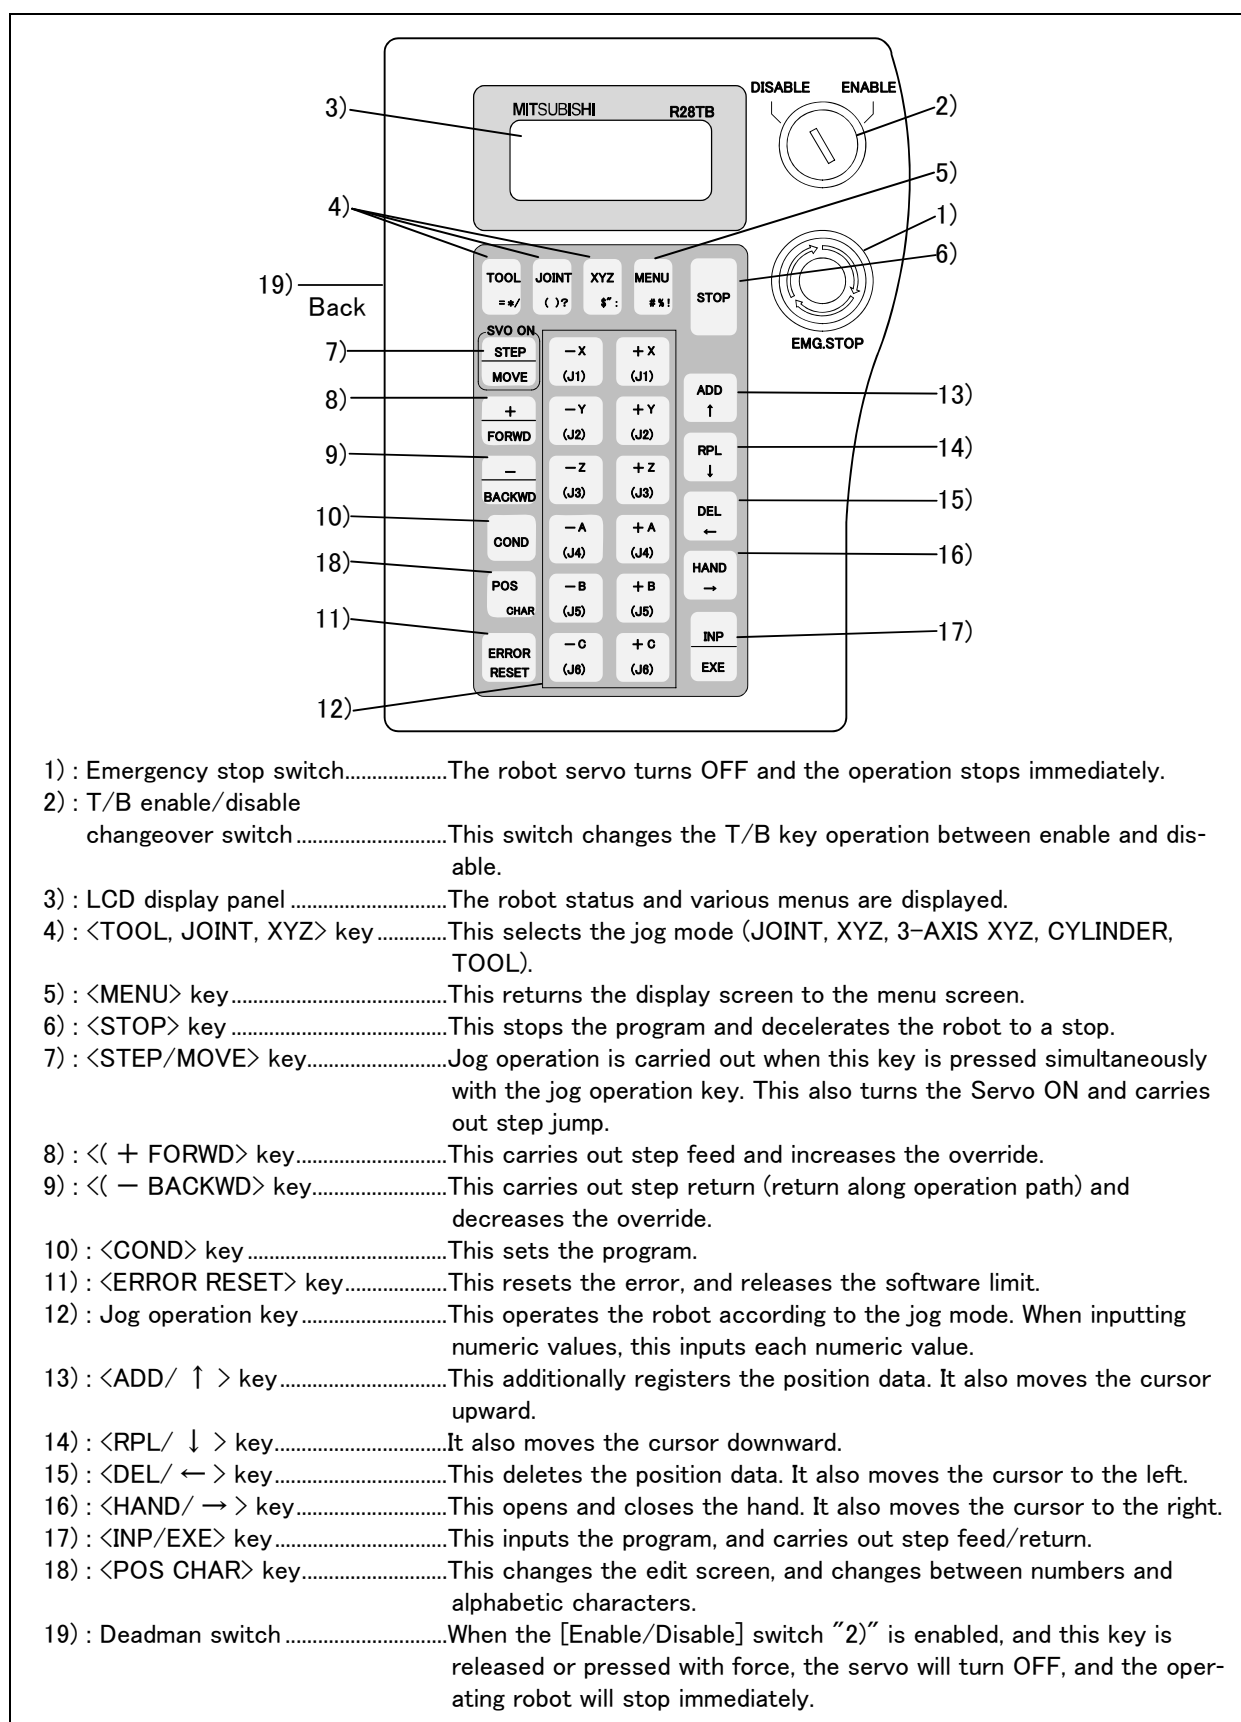 DISABLE ENABLE
3) MITSUBISHI R28TB 2)
5)
4) 1)
6)
TOOL JOINT XYZ MENU
=*/ ( )? $": #%!
STOP
19)
Back
EMG.STOP
SVO ON
7) STEP −X +X
MOVE (J1) (J1)
8) + −Y +Y ADD 13)
FORWD (J2) (J2) ↑
9) − −Z +Z RPL 14)
BACKWD (J3) (J3) ↓
10) COND −A +A DEL 15)
(J4) (J4) ←
18) POS −B +B HAND 16)
CHAR (J5) (J5) →
11) ERROR −C +C INP 17)
RESET (J6) (J6) EXE
12)
1) : Emergency stop switch...................The robot servo turns OFF and the operation stops immediately.
2) : T/B enable/disable
changeover switch ............................This switch changes the T/B key operation between enable and dis-
able.
3) : LCD display panel .............................The robot status and various menus are displayed.
4) : <TOOL, JOINT, XYZ> key .............This selects the jog mode (JOINT, XYZ, 3-AXIS XYZ, CYLINDER,
TOOL).
5) : <MENU> key ........................................This returns the display screen to the menu screen.
6) : <STOP> key ........................................This stops the program and decelerates the robot to a stop.
7) : <STEP/MOVE> key..........................Jog operation is carried out when this key is pressed simultaneously
with the jog operation key. This also turns the Servo ON and carries
out step jump.
8) : <( + FORWD> key............................This carries out step feed and increases the override.
9) : <( − BACKWD> key.........................This carries out step return (return along operation path) and
decreases the override.
10) : <COND> key .....................................This sets the program.
11) : <ERROR RESET> key...................This resets the error, and releases the software limit.
12) : Jog operation key ...........................This operates the robot according to the jog mode. When inputting
numeric values, this inputs each numeric value.
13) : <ADD/ ↑ > key ...............................This additionally registers the position data. It also moves the cursor
upward.
14) : <RPL/ ↓ > key................................It also moves the cursor downward.
15) : <DEL/ ← > key ...............................This deletes the position data. It also moves the cursor to the left.
16) : <HAND/ → > key............................This opens and closes the hand. It also moves the cursor to the right.
17) : <INP/EXE> key................................This inputs the program, and carries out step feed/return.
18) : <POS CHAR> key...........................This changes the edit screen, and changes between numbers and
alphabetic characters.
19) : Deadman switch ..............................When the [Enable/Disable] switch "2)" is enabled, and this key is
released or pressed with force, the servo will turn OFF, and the oper-
ating robot will stop immediately.